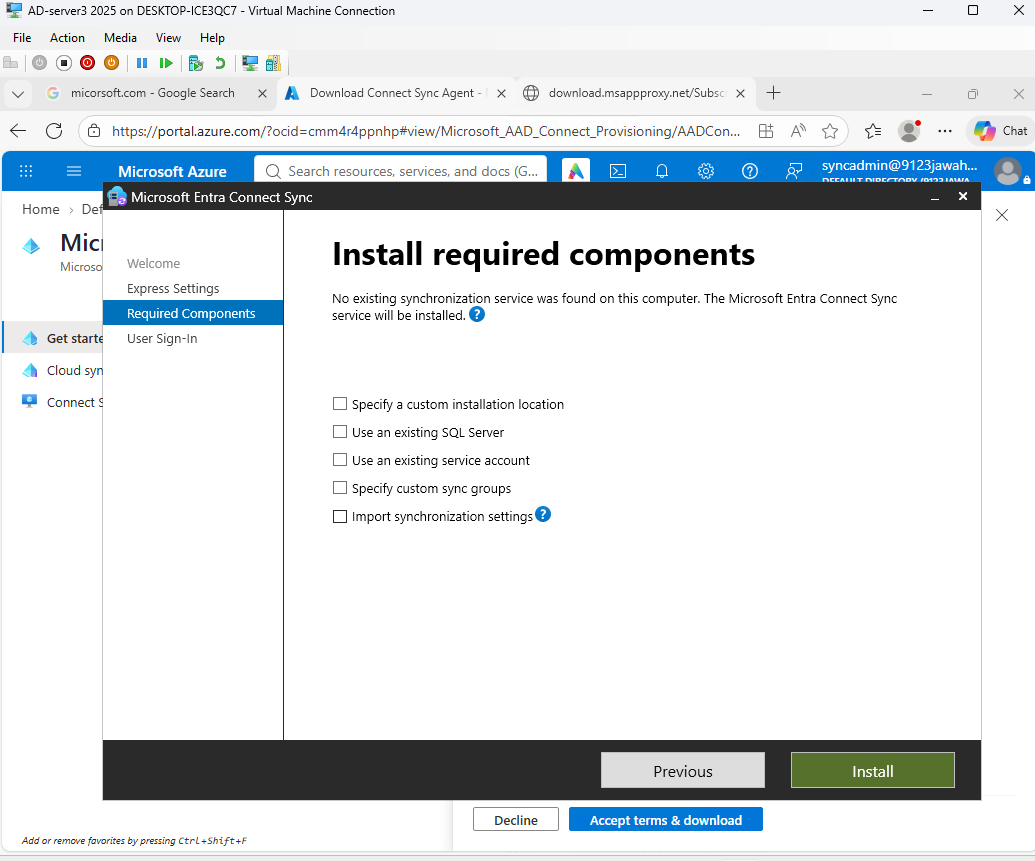 AD-server3 2025 on DESKTOP-ICE3QC7 - Virtual Machine Connection
File Action Media View Help
micorsoft.com - Google Search
Download Connect Sync Agent -
download.msappproxy.net/Subsc
https://portal.azure.com/?ocid=cmm4r4ppnhp#view/Microsoft_AAD_Connect_Provisioning/AADCon...
Chat
Microsoft Azure
Search resources, services, and docs (G...
syncadmin@9123jawah...
DEFAULT DIRECTORY (9123JAWA...
Microsoft Entra Connect Sync
Home > Def
Micr
Microso
Get starte
Cloud syn
Connect S
Welcome
Express Settings
Required Components
User Sign-In
Install required components
No existing synchronization service was found on this computer. The Microsoft Entra Connect Sync
service will be installed. ?
Specify a custom installation location
Use an existing SQL Server
Use an existing service account
Specify custom sync groups
Import synchronization settings ?
Previous
Install
Decline
Accept terms & download
Add or remove favorites by pressing Ctrl+Shift+F